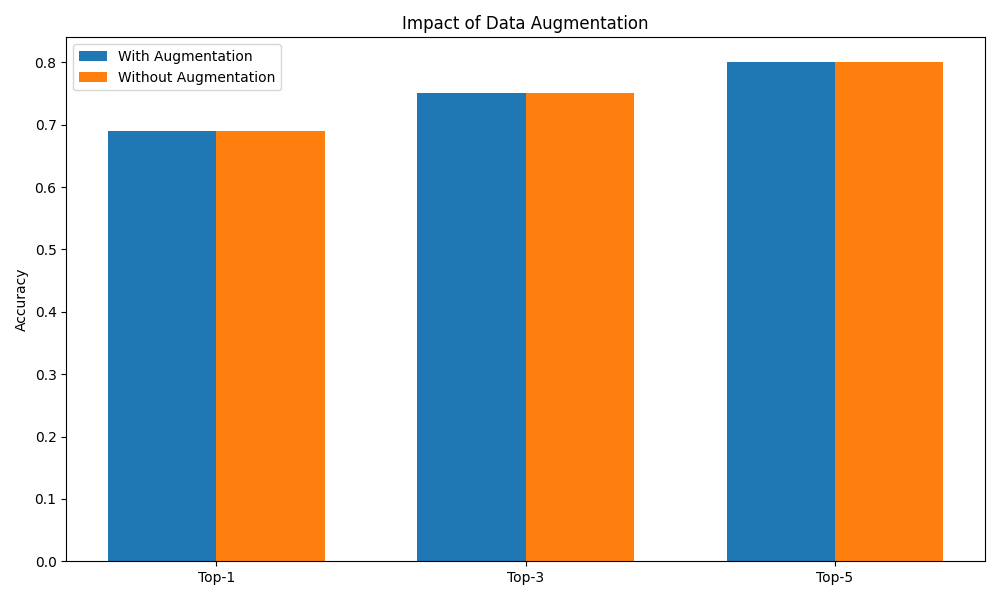 Impact of Data Augmentation
With Augmentation
Without Augmentation
Accuracy
0.8
0.7
0.6
0.5
0.4
0.3
0.2
0.1
0.0
Top-1
Top-3
Top-5